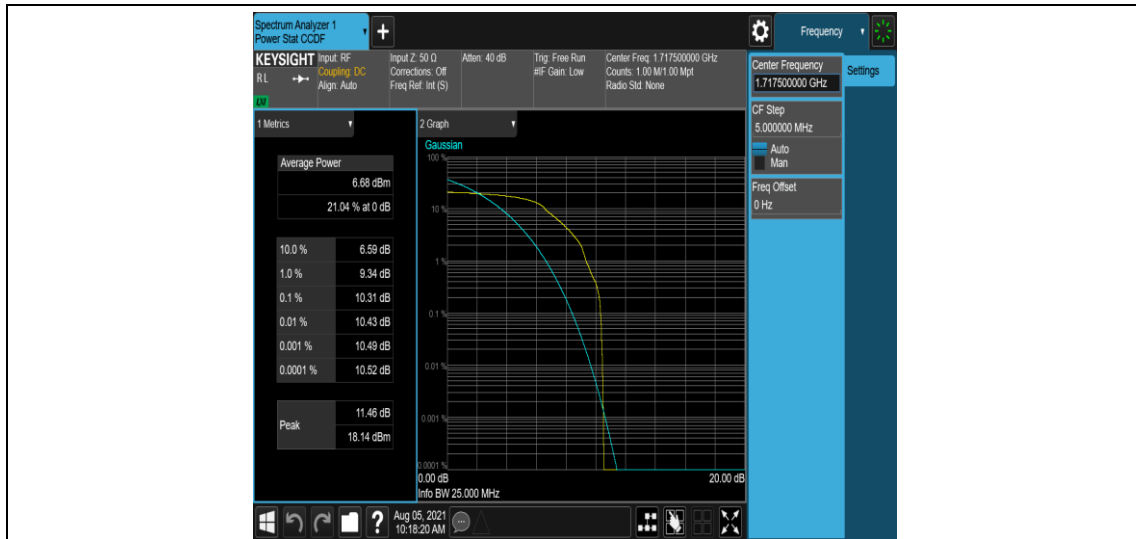 Spectrum Analyzer 1
Power Stat CCDF
+
Frequency
KEYSIGHT
RL
LXI
Input: RF
Coupling: DC
Align: Auto
Input Z: 50 Ω
Corrections: Off
Freq Ref: Int (S)
Atten: 40 dB
Trig: Free Run
#IF Gain: Low
Center Freq: 1.717500000 GHz
Counts: 1.00 M/1.00 Mpt
Radio Std: None
Center Frequency
1.717500000 GHz
Settings
CF Step
5.000000 MHz
Auto
Man
Freq Offset
0 Hz
1 Metrics
Average Power
6.68 dBm
21.04 % at 0 dB
10.0 % 6.59 dB
1.0 % 9.34 dB
0.1 % 10.31 dB
0.01 % 10.43 dB
0.001 % 10.49 dB
0.0001 % 10.52 dB
Peak
11.46 dB
18.14 dBm
2 Graph
Gaussian
100 %
10 %
1 %
0.1 %
0.01 %
0.001 %
0.0001 %
0.00 dB 20.00 dB
Info BW 25.000 MHz
?
Aug 05, 2021
10:18:20 AM